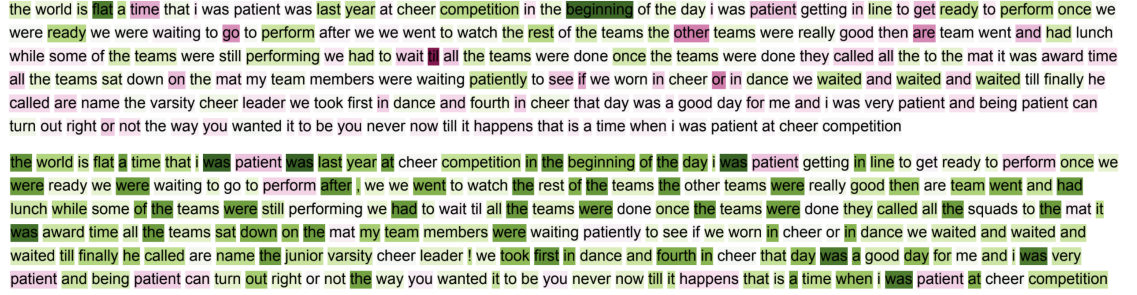 the world is flat a time that i was patient was last year at cheer competition in the beginning of the day i was patient getting in line to get ready to perform once we
were ready we were waiting to go to perform after we we went to watch the rest of the teams the other teams were really good then are team went and had lunch
while some of the teams were still performing we had to wait til all the teams were done once the teams were done they called all the to the mat it was award time
all the teams sat down on the mat my team members were waiting patiently to see if we worn in cheer or in dance we waited and waited and waited till finally he
called are name the varsity cheer leader we took first in dance and fourth in cheer that day was a good day for me and i was very patient and being patient can
turn out right or not the way you wanted it to be you never now till it happens that is a time when i was patient at cheer competition
the world is flat a time that i was patient was last year at cheer competition in the beginning of the day i was patient getting in line to get ready to perform once we
were ready we were waiting to go to perform after , we we went to watch the rest of the teams the other teams were really good then are team went and had
lunch while some of the teams were still performing we had to wait til all the teams were done once the teams were done they called all the squads to the mat it
was award time all the teams sat down on the mat my team members were waiting patiently to see if we worn in cheer or in dance we waited and waited and
waited till finally he called are name the junior varsity cheer leader ! we took first in dance and fourth in cheer that day was a good day for me and i was very
patient and being patient can turn out right or not the way you wanted it to be you never now till it happens that is a time when i was patient at cheer competition